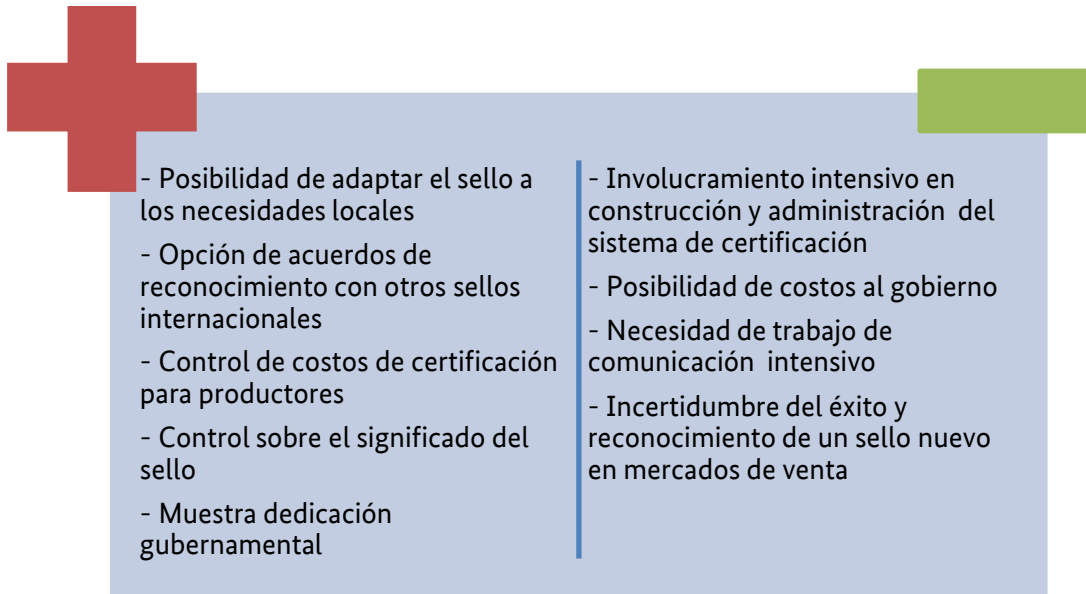 - Posibilidad de adaptar el sello a
los necesidades locales
- Opción de acuerdos de
reconocimiento con otros sellos
internacionales
- Control de costos de certificación
para productores
- Control sobre el significado del
sello
- Muestra dedicación
gubernamental
- Involucramiento intensivo en
construcción y administración  del
sistema de certificación
- Posibilidad de costos al gobierno
- Necesidad de trabajo de
comunicación  intensivo
- Incertidumbre del éxito y
reconocimiento de un sello nuevo
en mercados de venta